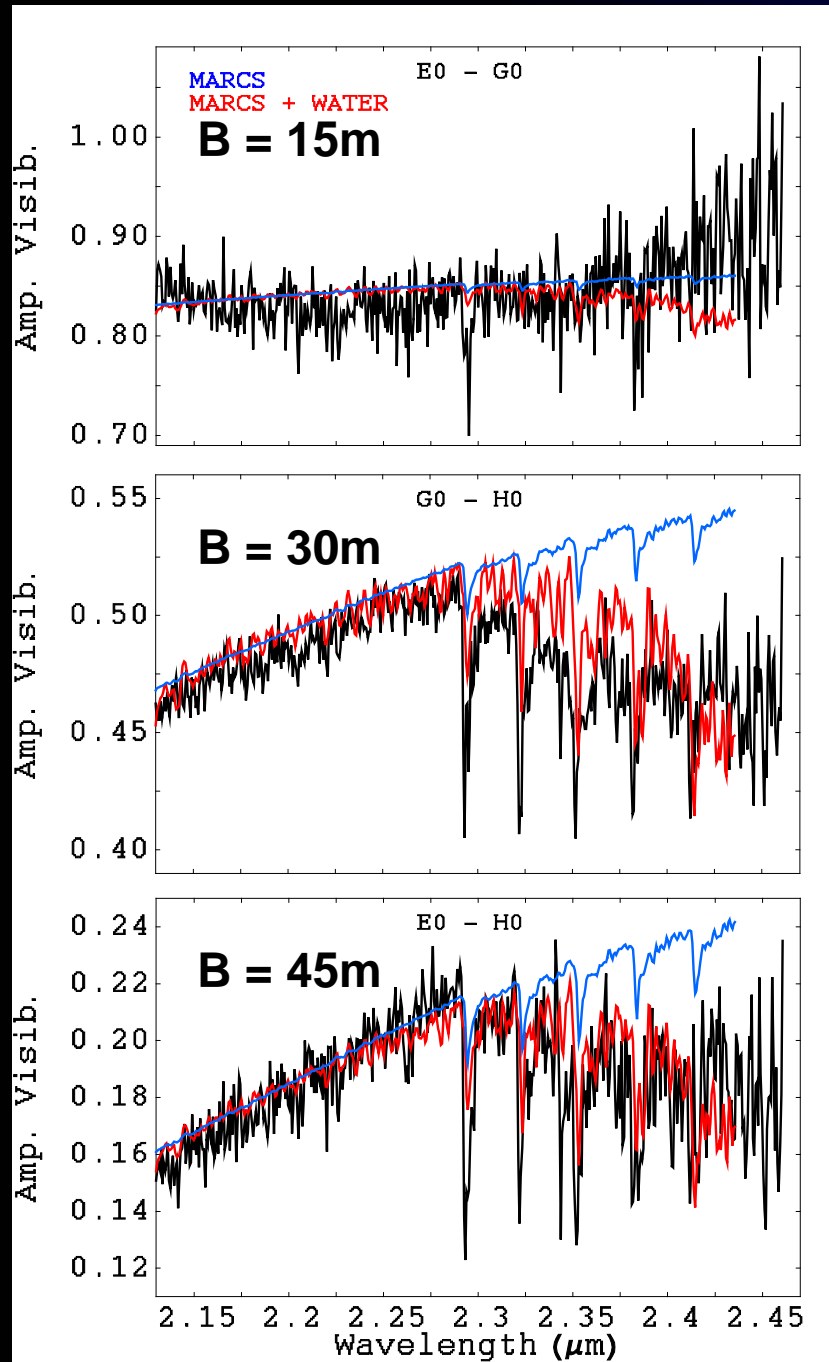 E0 - G0
MARCS
MARCS + WATER
B = 15m
1.00
0.90
0.80
0.70
Amp. Visib.
G0 - H0
B = 30m
0.55
0.50
0.45
0.40
Amp. Visib.
E0 - H0
B = 45m
0.24
0.22
0.20
0.18
0.16
0.14
0.12
Amp. Visib.
2.15 2.2 2.25 2.3 2.35 2.4 2.45
Wavelength (μm)